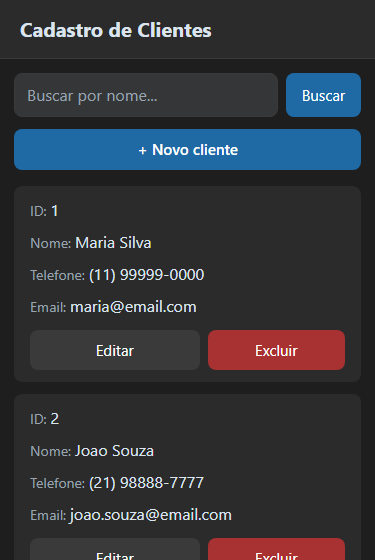 Cadastro de Clientes
Buscar por nome... Buscar
+ Novo cliente
ID: 1
Nome: Maria Silva
Telefone: (11) 99999-0000
Email: maria@email.com
Editar Excluir
ID: 2
Nome: Joao Souza
Telefone: (21) 98888-7777
Email: joao.souza@email.com
Editar Excluir